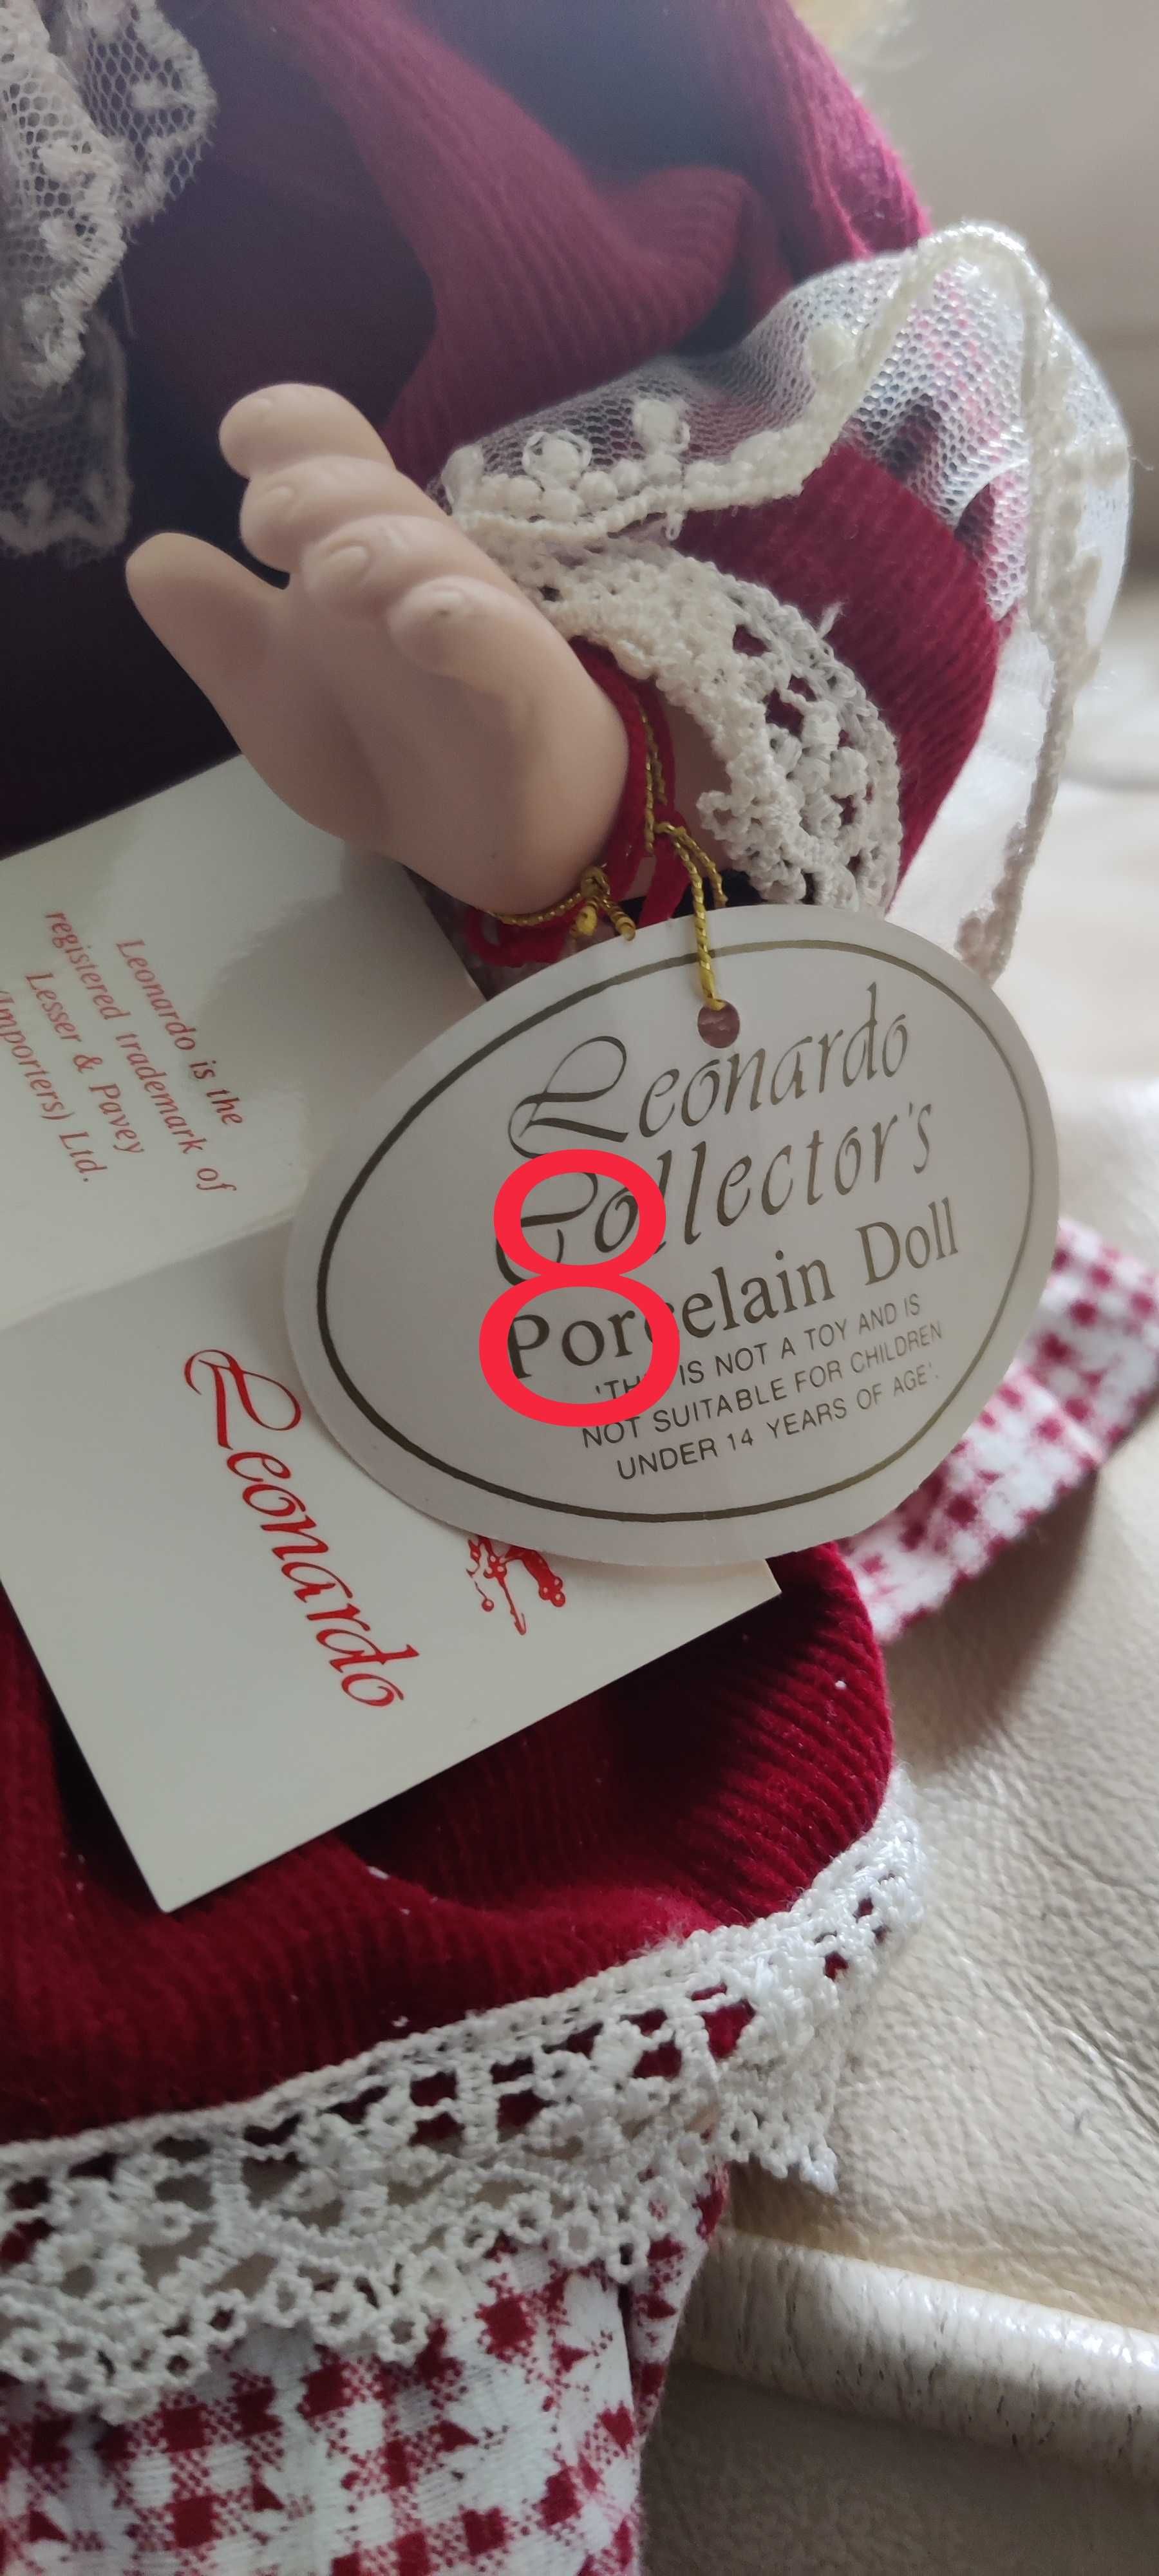 Leonardo
Collector's
Porcelain Doll
'THIS IS NOT A TOY AND IS
NOT SUITABLE FOR CHILDREN
UNDER 14 YEARS OF AGE'.
8
Leonardo is the
registered trademark of
Lesser & Pavey
(Importers) Ltd.
Leonardo